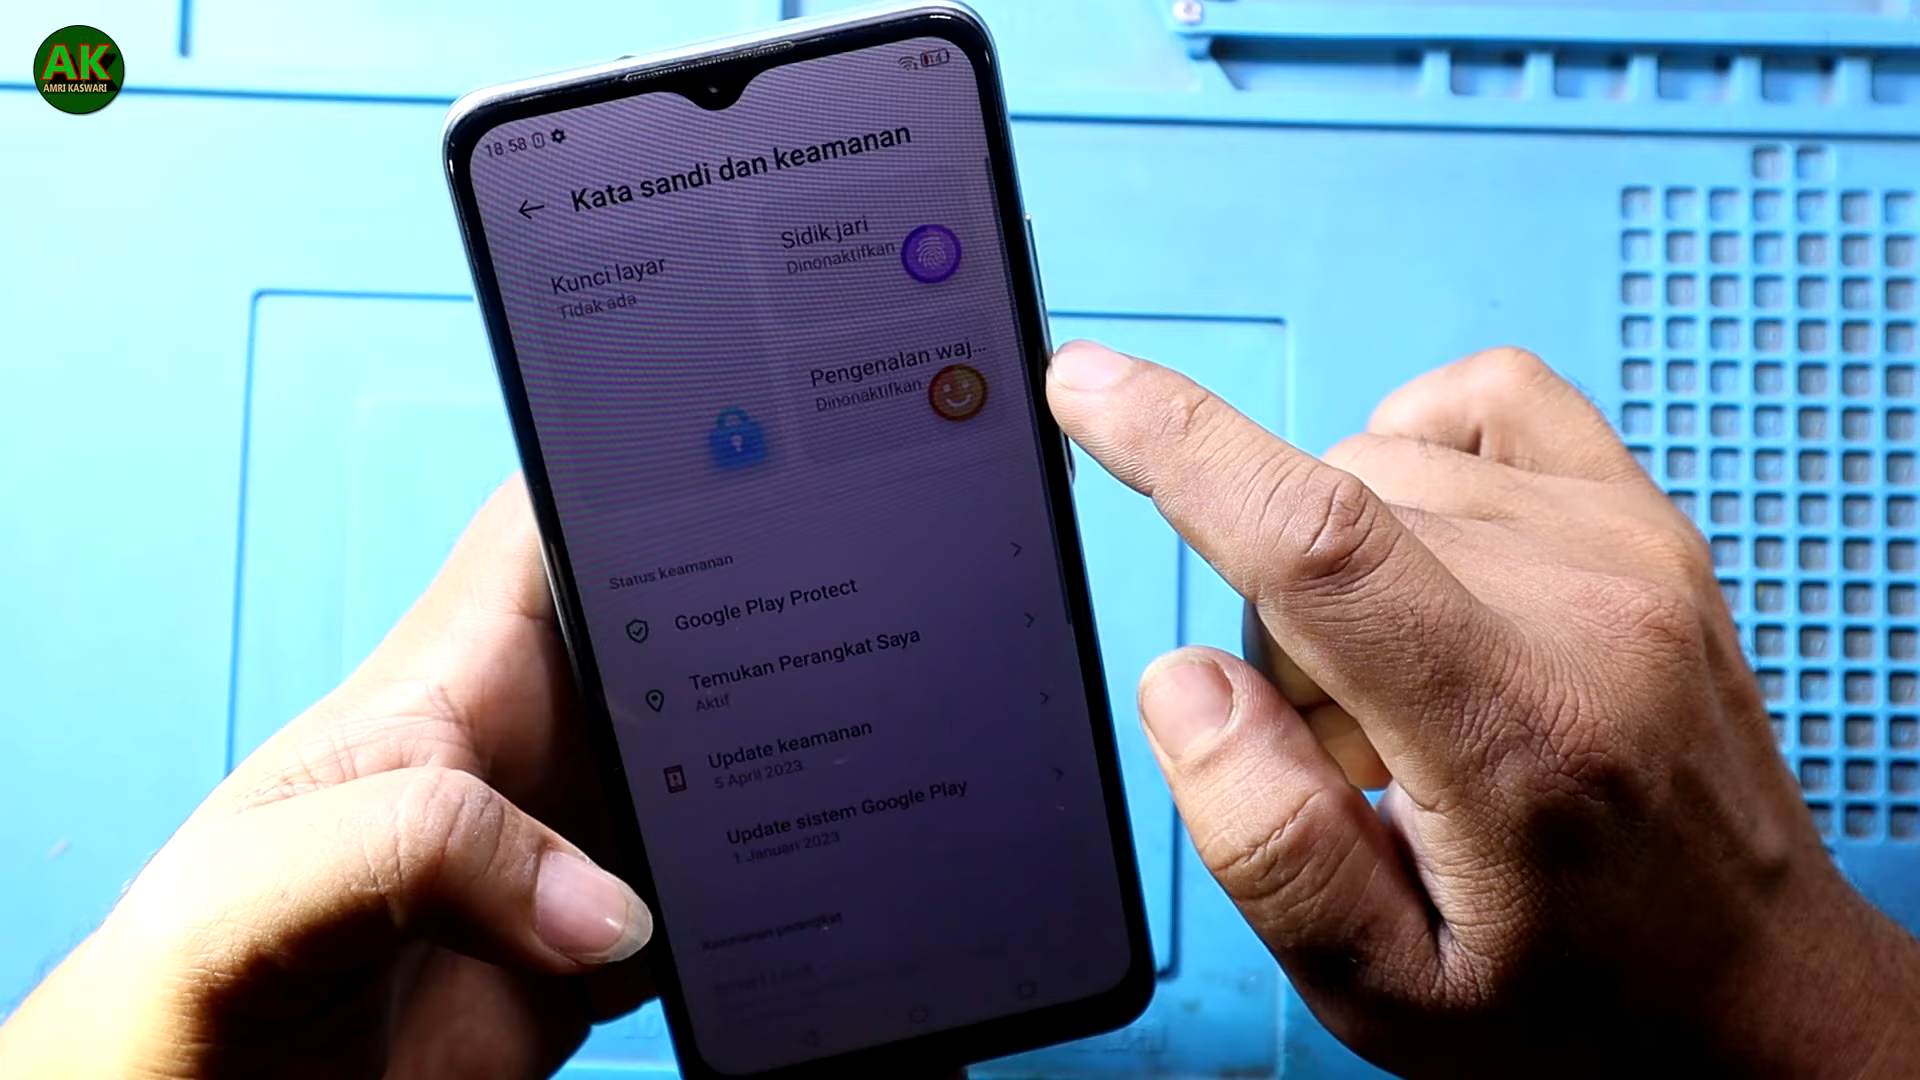 AK
AMRI KASWARI
18.58
Kata sandi dan keamanan
Kunci layar
Tidak ada
Sidik jari
Dinonaktifkan
Pengenalan waj...
Dinonaktifkan
Status keamanan
Google Play Protect
Temukan Perangkat Saya
Aktif
Update keamanan
5 April 2023
Update sistem Google Play
1 Januari 2023
Keamanan perangkat